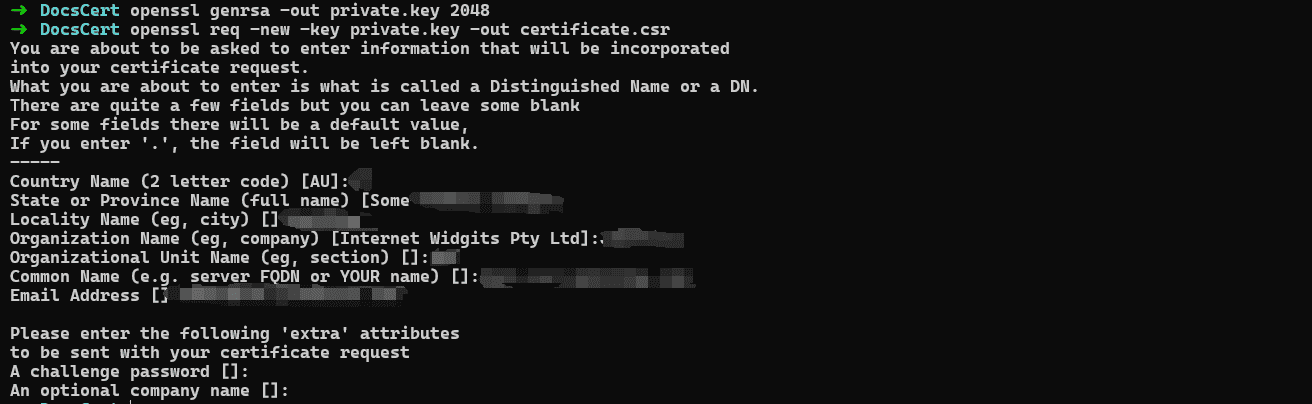 ➜ DocsCert openssl genrsa -out private.key 2048
➜ DocsCert openssl req -new -key private.key -out certificate.csr
You are about to be asked to enter information that will be incorporated
into your certificate request.
What you are about to enter is what is called a Distinguished Name or a DN.
There are quite a few fields but you can leave some blank
For some fields there will be a default value,
If you enter '.', the field will be left blank.
-----
Country Name (2 letter code) [AU]:
State or Province Name (full name) [Some
Locality Name (eg, city) []
Organization Name (eg, company) [Internet Widgits Pty Ltd]:
Organizational Unit Name (eg, section) []:
Common Name (e.g. server FQDN or YOUR name) []:
Email Address []
Please enter the following 'extra' attributes
to be sent with your certificate request
A challenge password []:
An optional company name []: